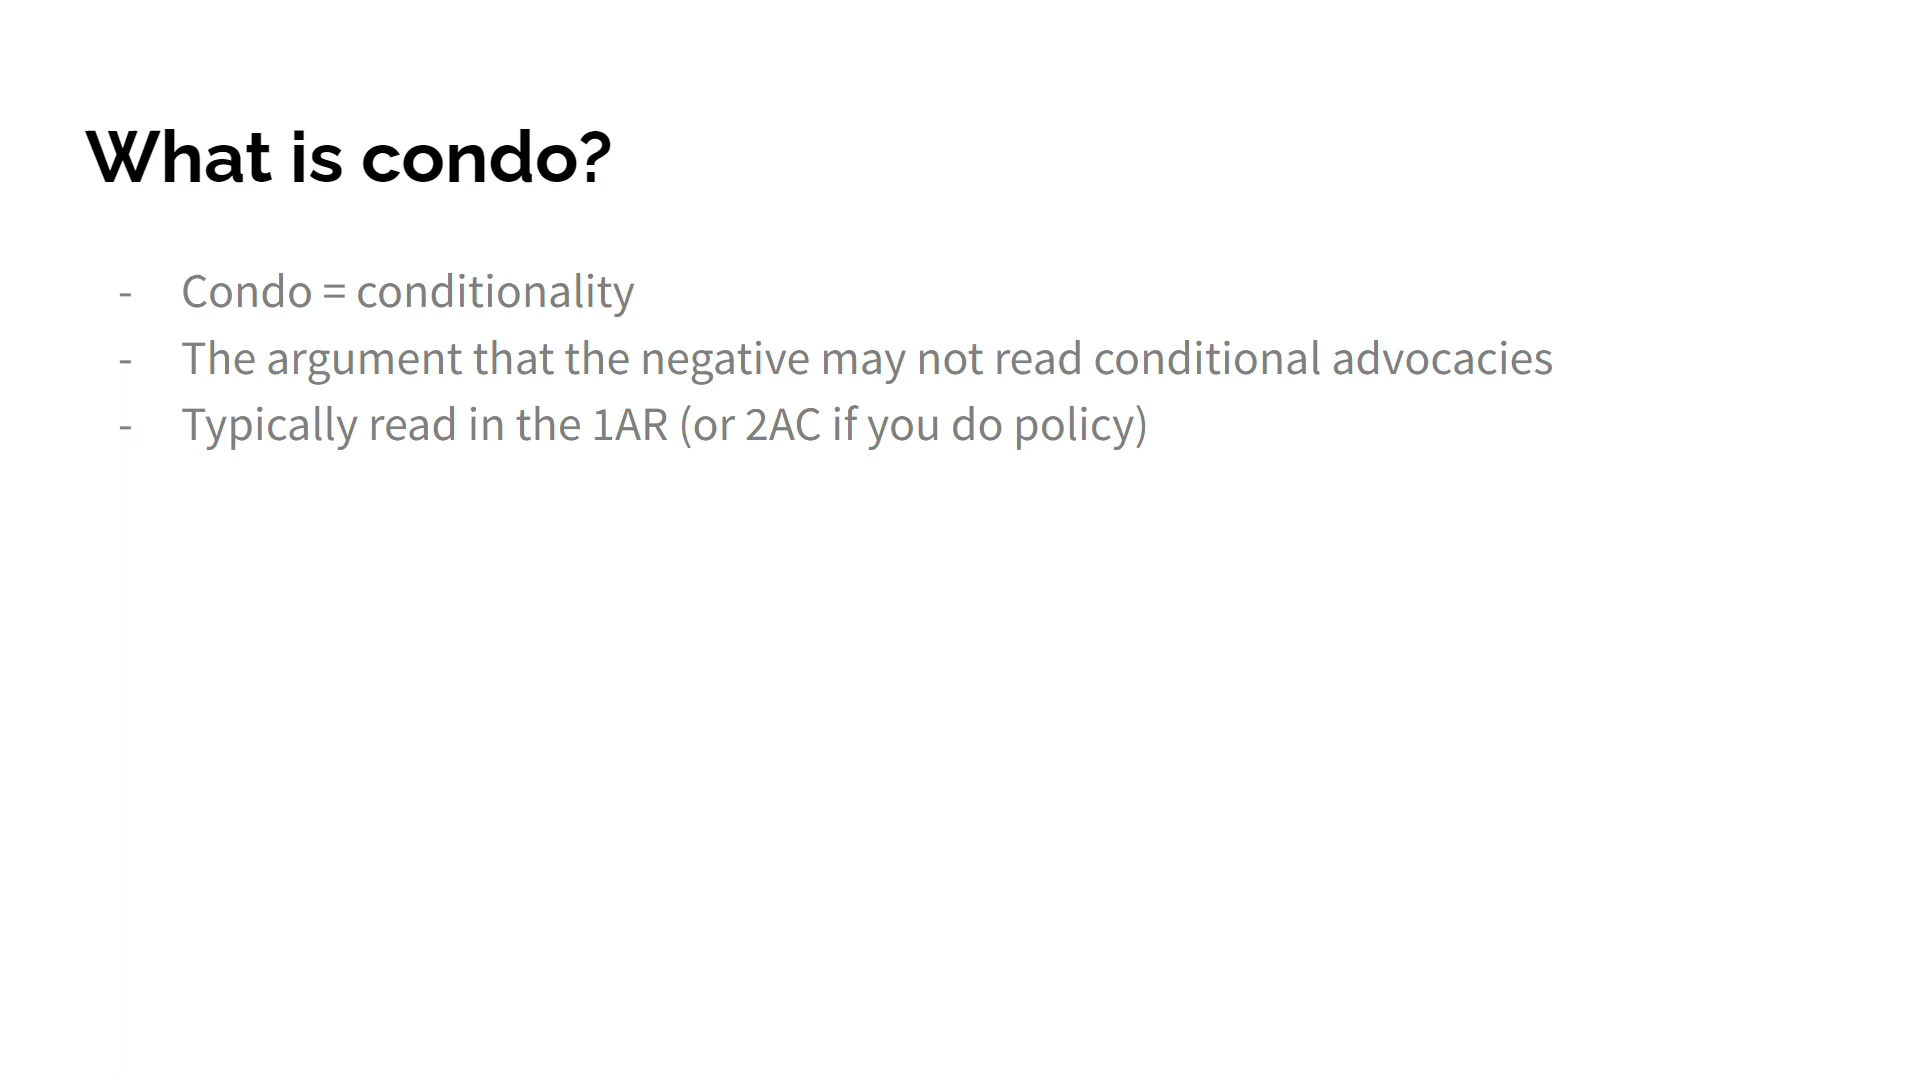 What is condo?
- Condo = conditionality
- The argument that the negative may not read conditional advocacies
- Typically read in the 1AR (or 2AC if you do policy)